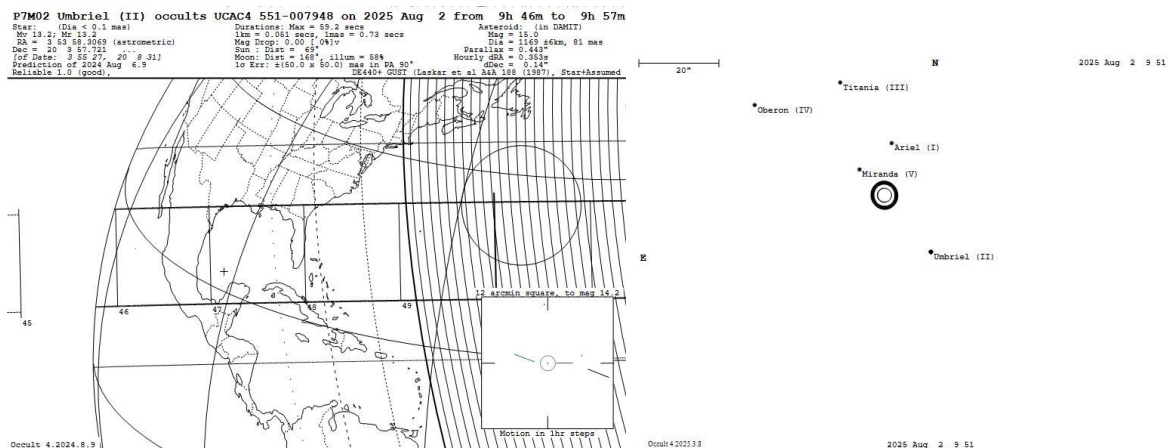 P7M02 Umbriel (II) occults UCAC4 551-007948 on 2025 Aug 2 from 9h 46m to 9h 57m
Star: (Dia < 0.1 mas)
Mv 13.2; Mr 13.2
RA = 3 53 58.3069 (astrometric)
Dec = 20 3 57.721 ...
[of Date: 3 55 27, 20 8 31]
Prediction of 2024 Aug 6.9
Reliable 1.0 (good),
Durations: Max = 59.2 secs
1km = 0.051 secs, 1mas = 0.73 secs
Mag Drop: 0.00 [ 0%]v
Sun : Dist = 69°
Moon: Dist = 168°, illum = 58%
1σ Err: ±(50.0 x 50.0) mas in PA 90°
Asteroid: (in DAMIT)
Mag = 15.0
Dia = 1169 ±6km, 81 mas
Parallax = 0.443"
Hourly dRA = 0.353s
dDec = 0.14"
DE440+ GUST (Laskar et al A&A 188 (1987), Star+Assumed
45
46
47
48
49
12 arcmin square, to mag 14.2
Motion in 1hr steps
Occult 4.2024.8.9
20"
N
2025 Aug 2 9 51
Titania (III)
Oberon (IV)
Ariel (I)
Miranda (V)
E
Umbriel (II)
Occult 4.2025.3.8
2025 Aug 2 9 51